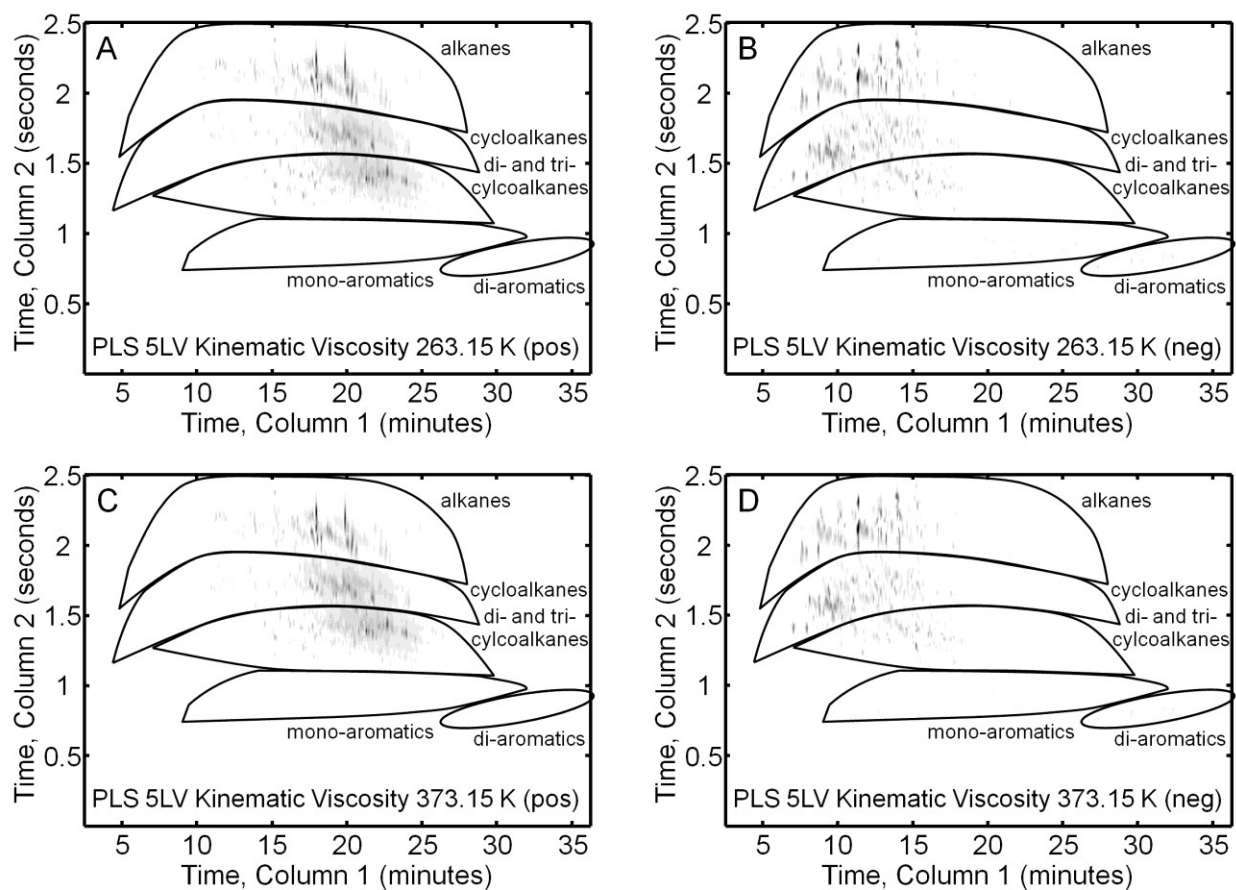 A
2.5
alkanes
2
cycloalkanes
1.5
di- and tri-
cylcoalkanes
1
mono-aromatics
di-aromatics
0.5
PLS 5LV Kinematic Viscosity 263.15 K (pos)
5 10 15 20 25 30 35
Time, Column 1 (minutes)
Time, Column 2 (seconds)
B
2.5
alkanes
2
cycloalkanes
1.5
di- and tri-
cylcoalkanes
1
mono-aromatics
di-aromatics
0.5
PLS 5LV Kinematic Viscosity 263.15 K (neg)
5 10 15 20 25 30 35
Time, Column 1 (minutes)
Time, Column 2 (seconds)
C
2.5
alkanes
2
cycloalkanes
1.5
di- and tri-
cylcoalkanes
1
mono-aromatics
di-aromatics
0.5
PLS 5LV Kinematic Viscosity 373.15 K (pos)
5 10 15 20 25 30 35
Time, Column 1 (minutes)
Time, Column 2 (seconds)
D
2.5
alkanes
2
cycloalkanes
1.5
di- and tri-
cylcoalkanes
1
mono-aromatics
di-aromatics
0.5
PLS 5LV Kinematic Viscosity 373.15 K (neg)
5 10 15 20 25 30 35
Time, Column 1 (minutes)
Time, Column 2 (seconds)